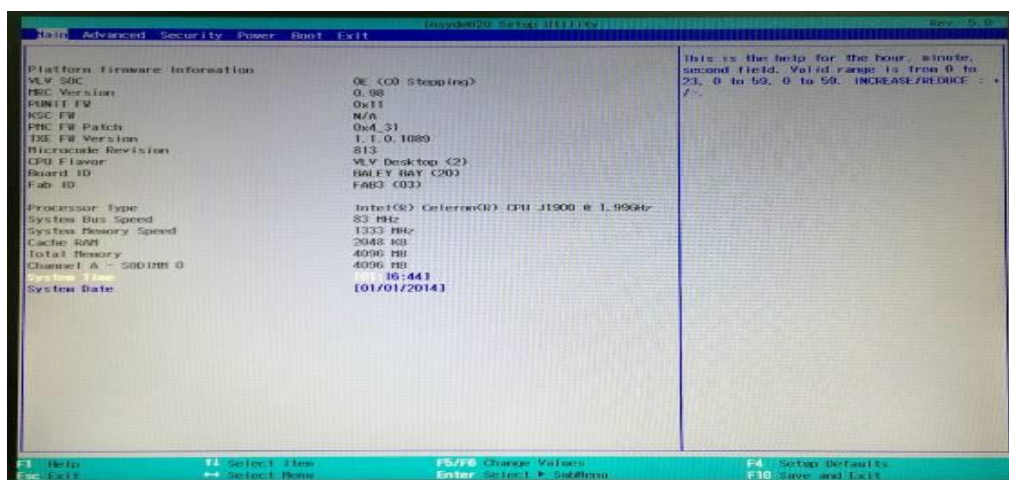 InsydeH2O Setup Utility Rev. 5.0
Main Advanced Security Power Boot Exit
Platform Firmware Information
VLV SOC 0E (C0 Stepping)
MRC Version 0.98
PUNIT FW 0x11
KSC FW N/A
PMC FW Patch 0x4_31
TXE FW Version 1.1.0.1089
Microcode Revision 813
CPU Flavor VLV Desktop (2)
Board ID BALEY BAY (20)
Fab ID FAB3 (03)
Processor Type Intel(R) Celeron(R) CPU J1900 @ 1.99GHz
System Bus Speed 83 MHz
System Memory Speed 1333 MHz
Cache RAM 2048 KB
Total Memory 4096 MB
Channel A - SODIMM 0 4096 MB
System Time 16:44]
System Date [01/01/2014]
This is the help for the hour, minute,
second field. Valid range is from 0 to
23, 0 to 59, 0 to 59. INCREASE/REDUCE : +
/-.
F1 Help ↑↓ Select Item F5/F6 Change Values F4 Setup Defaults
Esc Exit ↔ Select Menu Enter Select ▶ SubMenu F10 Save and Exit